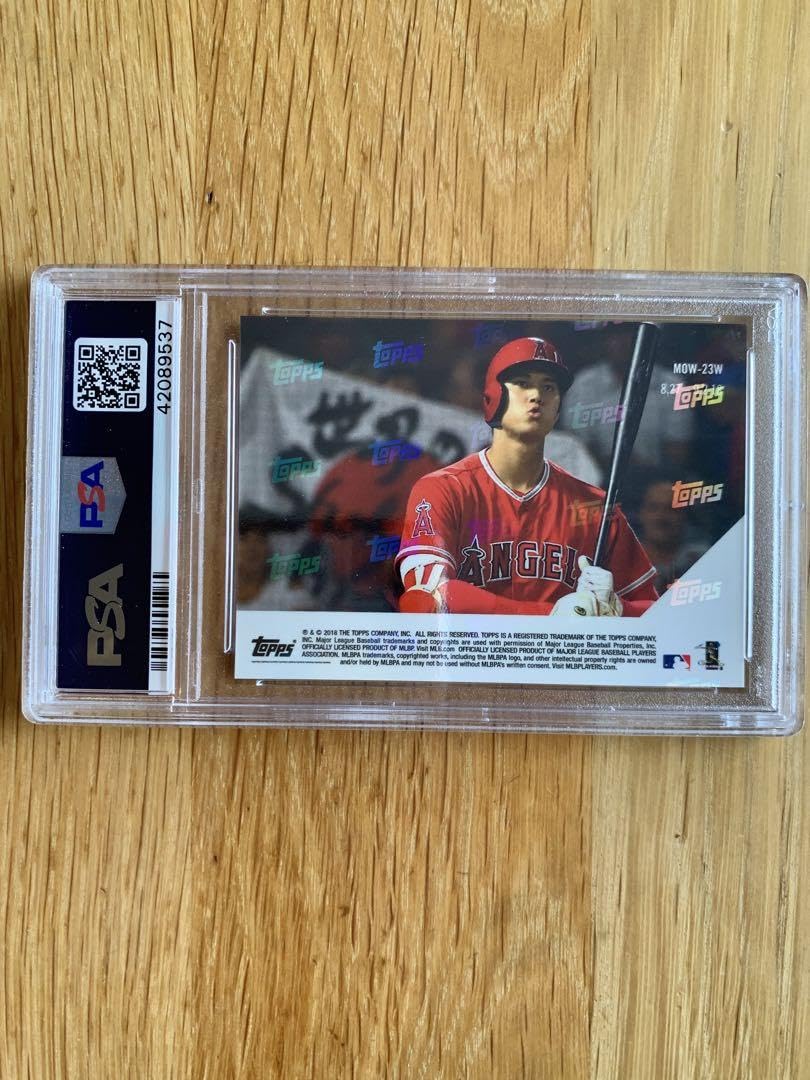 42089537
PSA
PSA
MOW-23W
Topps
Topps
Topps
Topps
Topps
Topps
Topps
Topps
Topps
Topps
世界
A
A
ANGEL
Topps
® & © 2018 THE TOPPS COMPANY, INC. ALL RIGHTS RESERVED. TOPPS IS A REGISTERED TRADEMARK OF THE TOPPS COMPANY,
INC. Major League Baseball trademarks and copyrights are used with permission of Major League Baseball Properties, Inc.
OFFICIALLY LICENSED PRODUCT OF MLBP. Visit MLB.com OFFICIALLY LICENSED PRODUCT OF MAJOR LEAGUE BASEBALL PLAYERS
ASSOCIATION. MLBPA trademarks, copyrighted works, including the MLBPA logo, and other intellectual property rights are owned
and/or held by MLBPA and may not be used without MLBPA's written consent. Visit MLBPLAYERS.com.